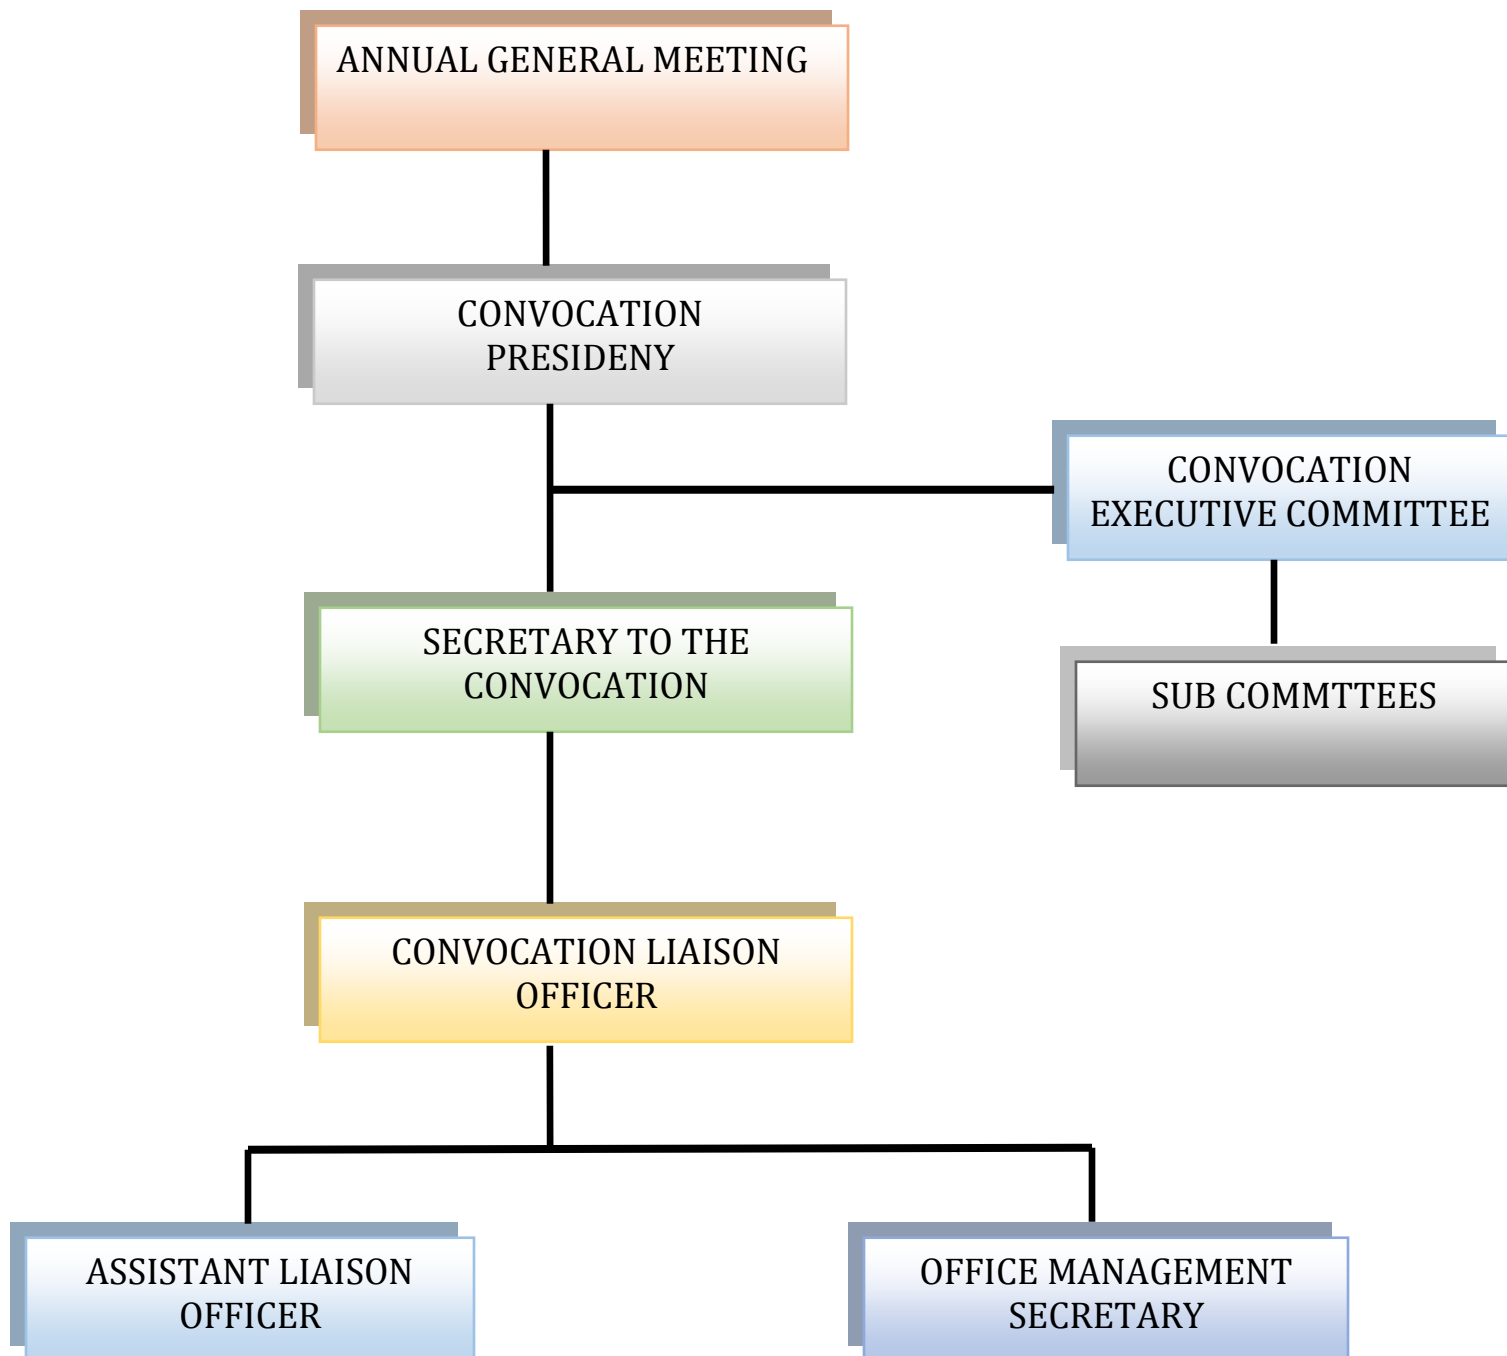 ANNUAL GENERAL MEETING
CONVOCATION
PRESIDENY
CONVOCATION
EXECUTIVE COMMITTEE
SECRETARY TO THE
CONVOCATION
SUB COMMTTEES
CONVOCATION LIAISON
OFFICER
ASSISTANT LIAISON
OFFICER
OFFICE MANAGEMENT
SECRETARY